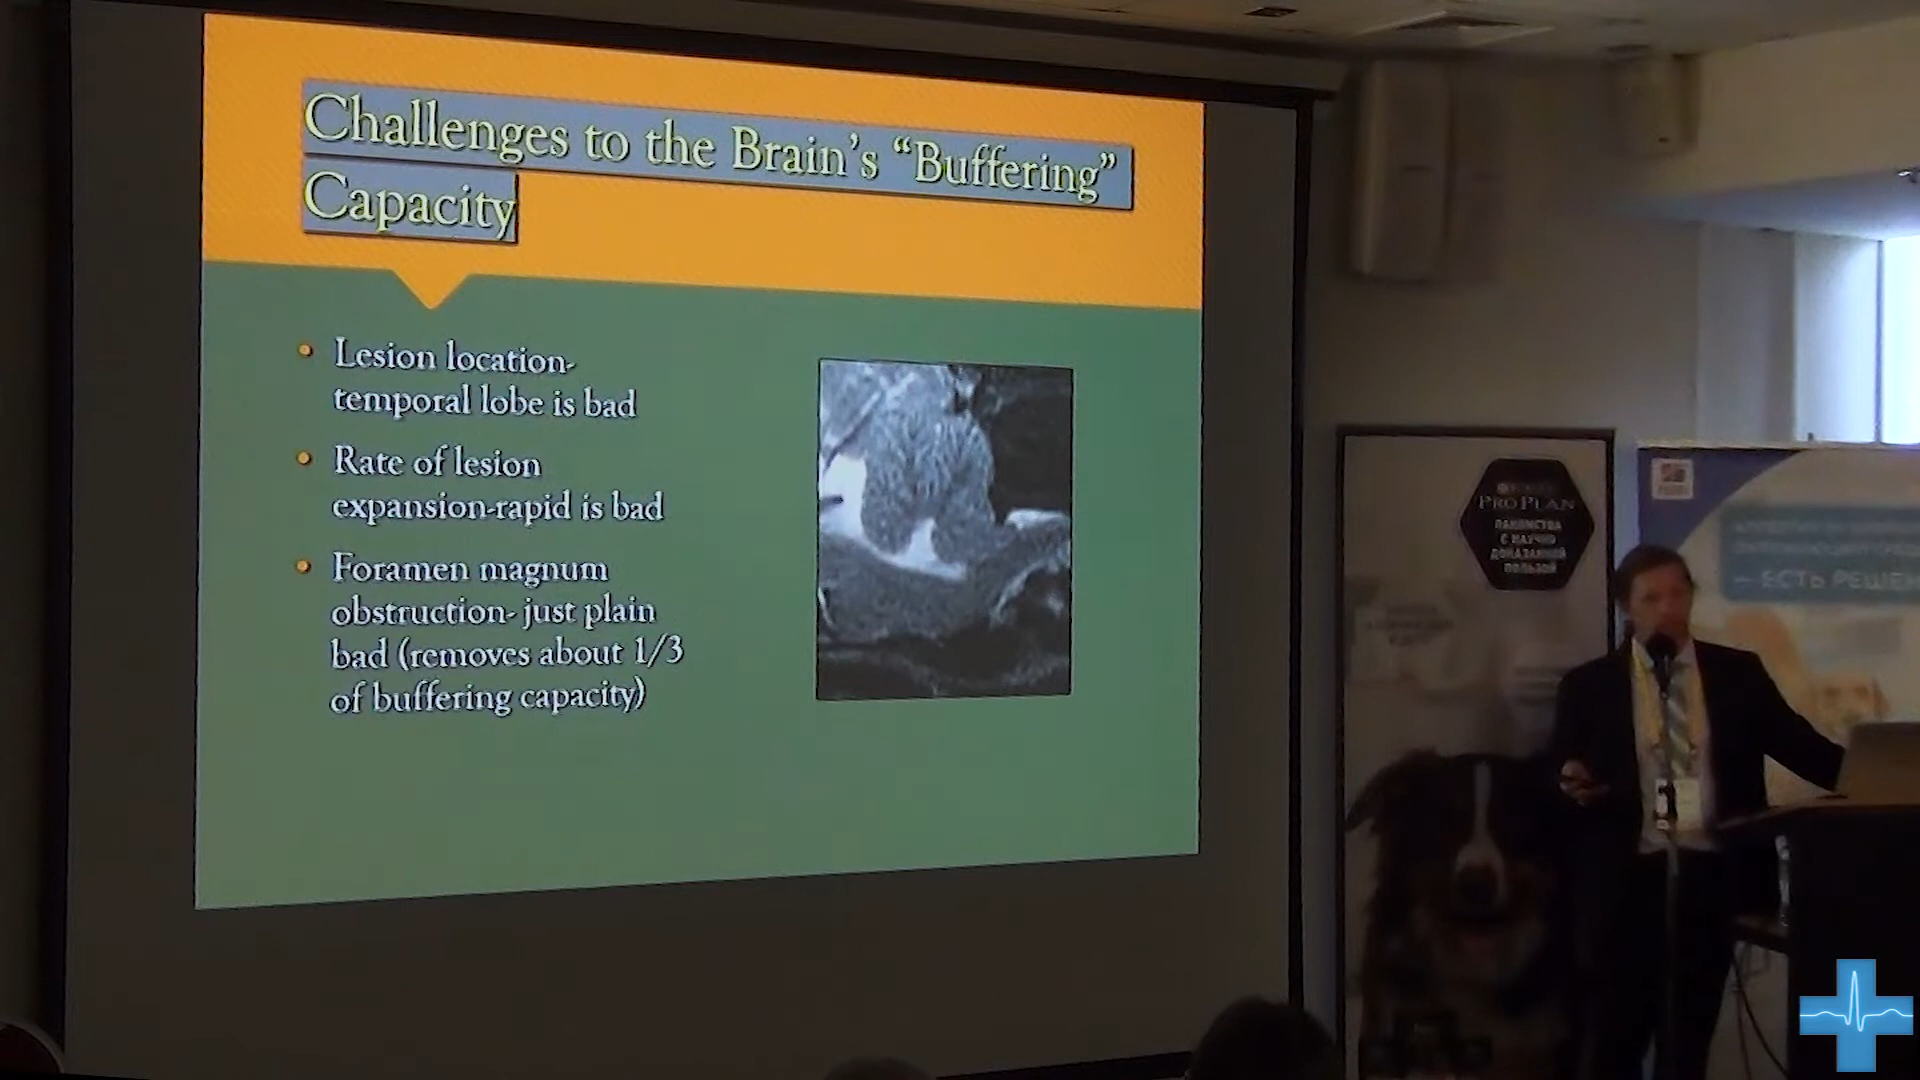 Challenges to the Brain's “Buffering”
Capacity
• Lesion location-
temporal lobe is bad
• Rate of lesion
expansion-rapid is bad
• Foramen magnum
obstruction- just plain
bad (removes about 1/3
of buffering capacity)
PRO PLAN
ЛАКОМСТВА
С НАУЧНО
ДОКАЗАННОЙ
ПОЛЬЗОЙ
— ЕСТЬ РЕШЕН